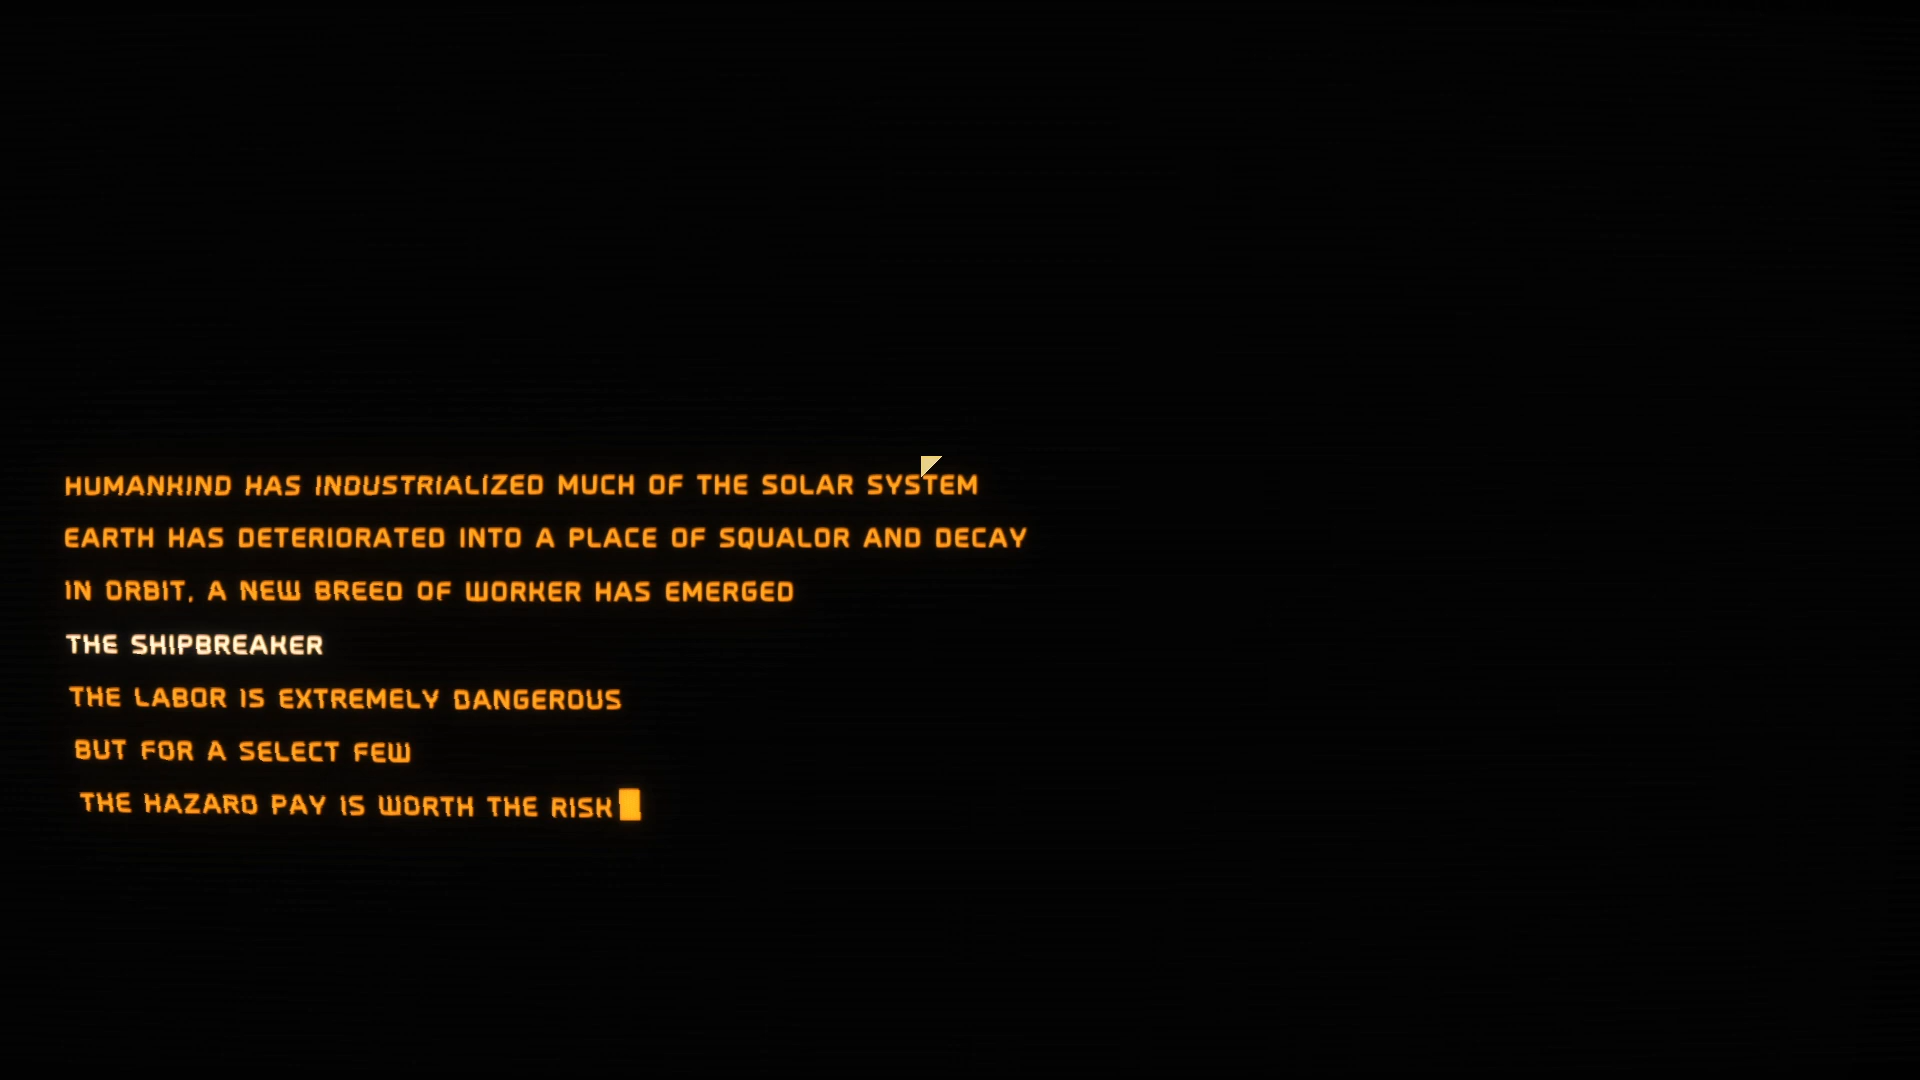 HUMANKIND HAS INDUSTRIALIZED MUCH OF THE SOLAR SYSTEM
EARTH HAS DETERIORATED INTO A PLACE OF SQUALOR AND DECAY
IN ORBIT, A NEW BREED OF WORKER HAS EMERGED
THE SHIPBREAKER
THE LABOR IS EXTREMELY DANGEROUS
BUT FOR A SELECT FEW
THE HAZARD PAY IS WORTH THE RISK